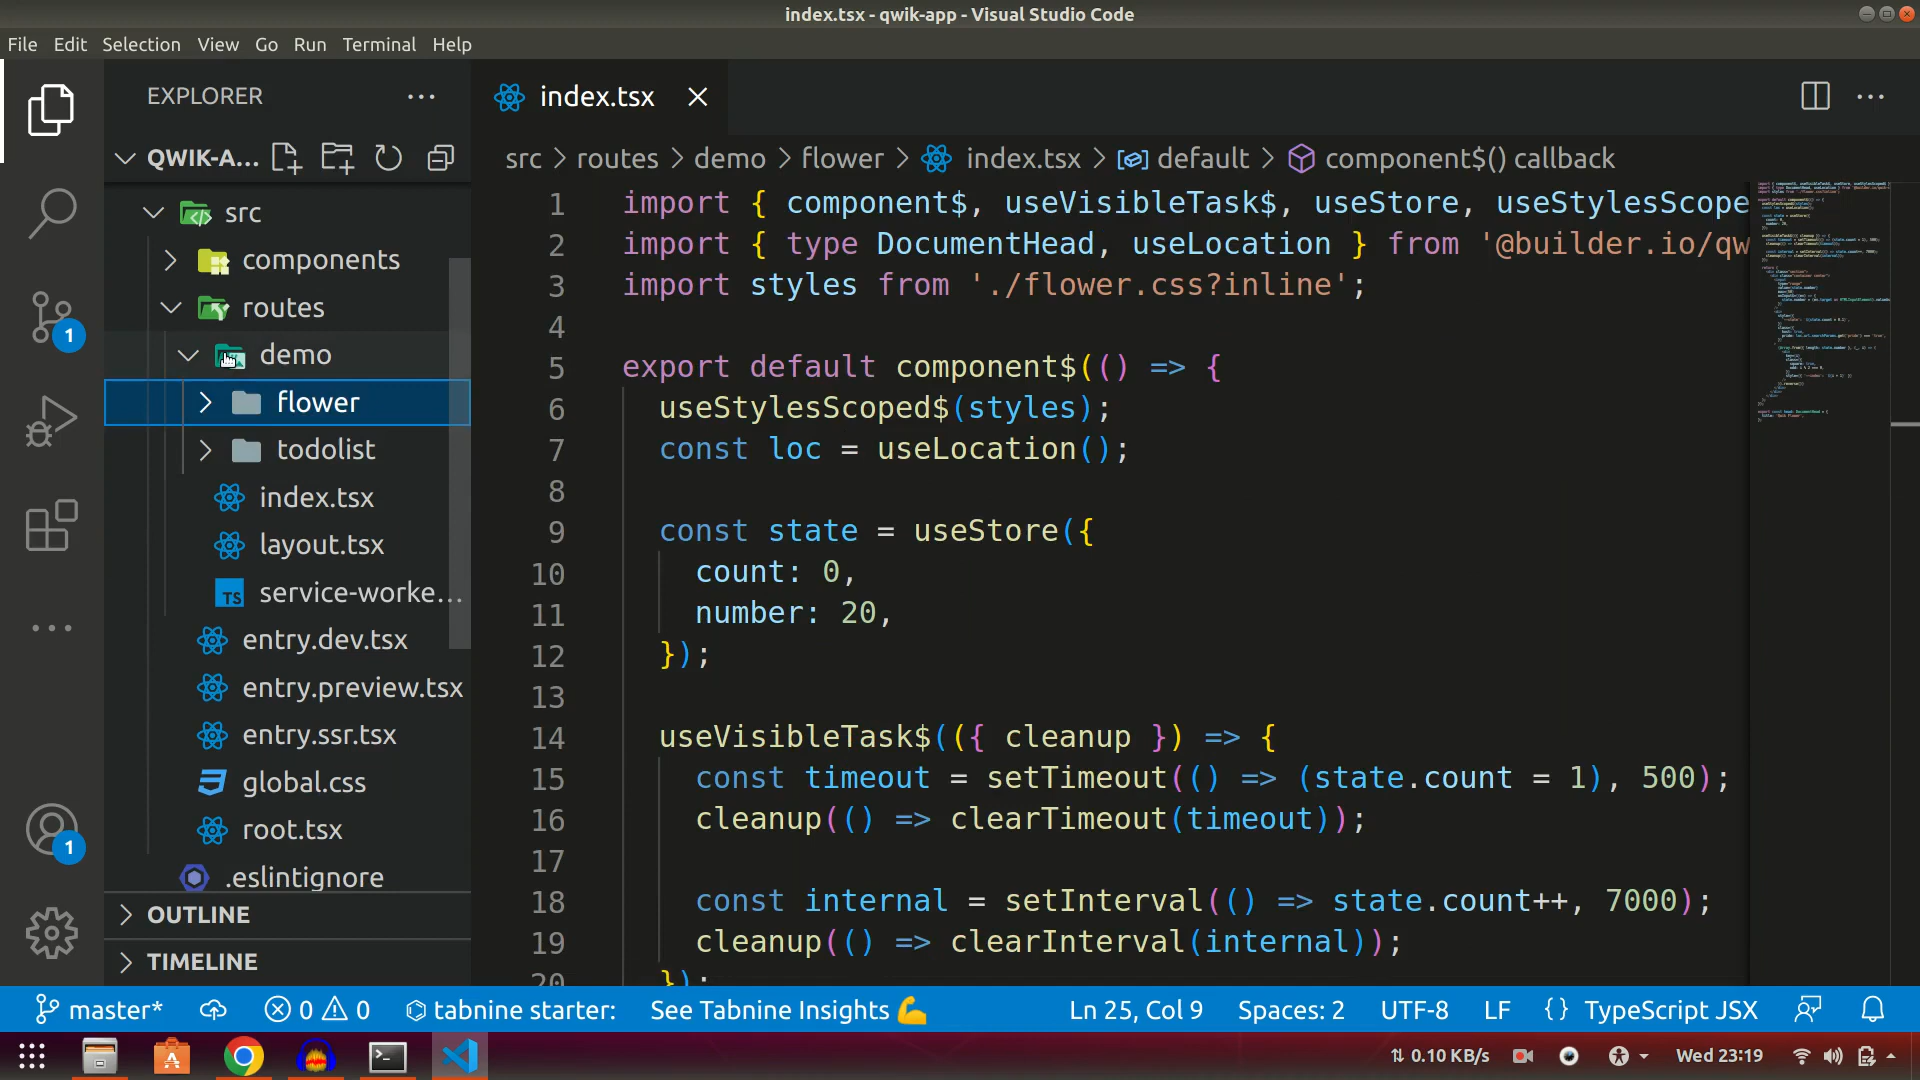 index.tsx - qwik-app - Visual Studio Code
File Edit Selection View Go Run Terminal Help
EXPLORER
QWIK-A...
src
components
routes
demo
flower
todolist
index.tsx
layout.tsx
service-worke...
entry.dev.tsx
entry.preview.tsx
entry.ssr.tsx
global.css
root.tsx
.eslintignore
OUTLINE
TIMELINE
1
1
index.tsx
src > routes > demo > flower > index.tsx > default > component$() callback
1 import { component$, useVisibleTask$, useStore, useStylesScope
2 import { type DocumentHead, useLocation } from '@builder.io/qw
3 import styles from './flower.css?inline';
4
5 export default component$(() => {
6 useStylesScoped$(styles);
7 const loc = useLocation();
8
9 const state = useStore({
10 count: 0,
11 number: 20,
12 });
13
14 useVisibleTask$(({ cleanup }) => {
15 const timeout = setTimeout(() => (state.count = 1), 500);
16 cleanup(() => clearTimeout(timeout));
17
18 const internal = setInterval(() => state.count++, 7000);
19 cleanup(() => clearInterval(internal));
20 });
master* 0 0 tabnine starter: See Tabnine Insights 💪 Ln 25, Col 9 Spaces: 2 UTF-8 LF {} TypeScript JSX
0.10 KB/s Wed 23:19